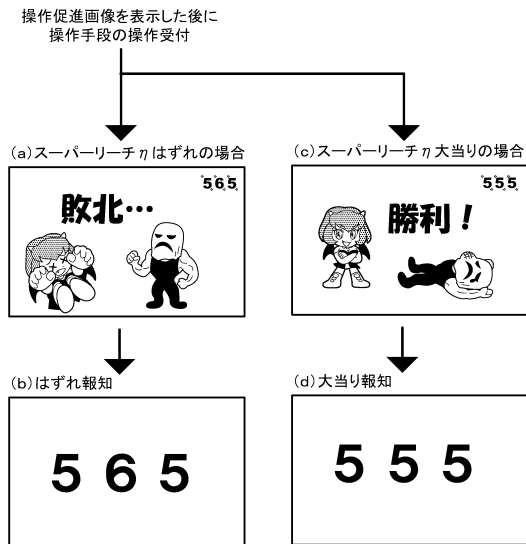 操作促進画像を表示した後に
操作手段の操作受付
(a)スーパーリーチηはずれの場合
565
敗北…
(b)はずれ報知
5 6 5
(c)スーパーリーチη大当りの場合
555
勝利！
(d)大当り報知
5 5 5